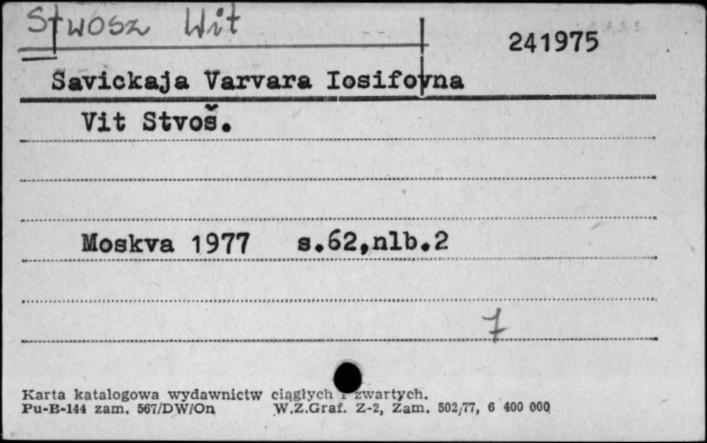 Stwosz Wit
241975
Savickaja Varvara Iosifovna
Vit Stvoš.
Moskva 1977 s.62,nlb.2
7
Karta katalogowa wydawnictw ciągłych i zwartych.
Pu-B-144 zam. 567/DW/On W.Z.Graf. Z-2, Zam. 502/77, 6 400 000